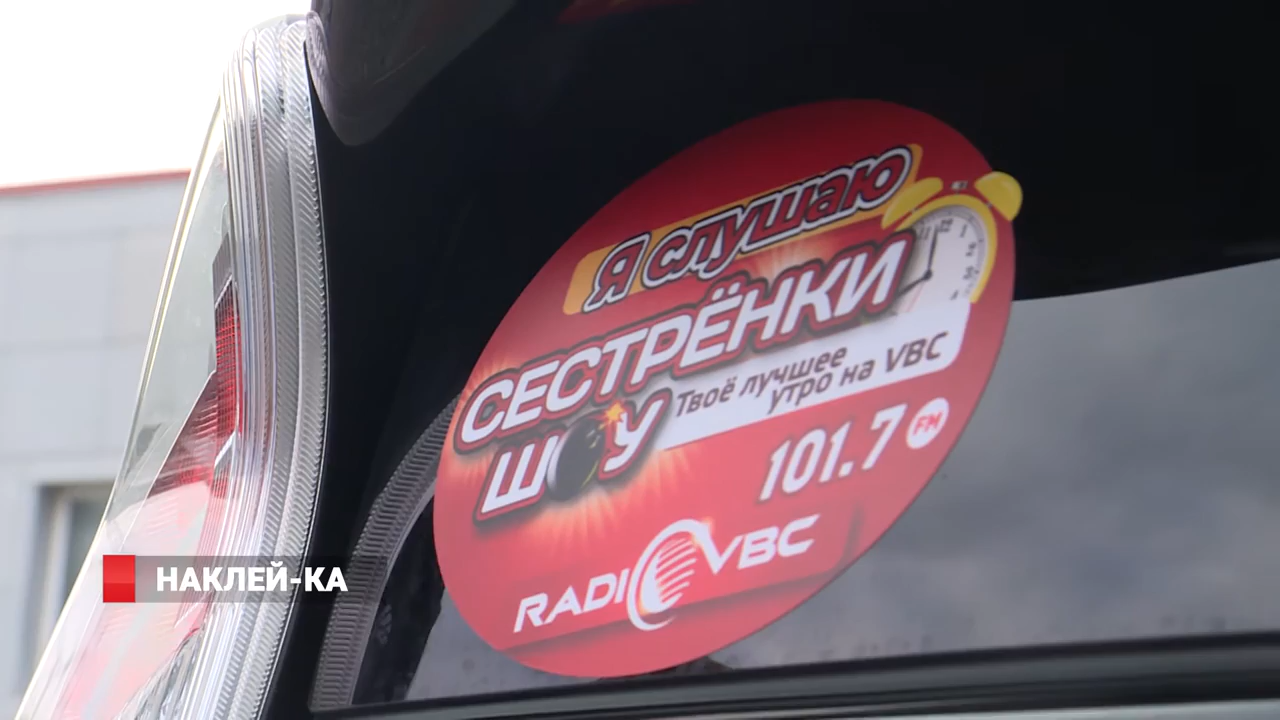 Я слушаю
СЕСТРЁНКИ
ШОУ
Твоё лучшее
утро на VBC
101.7 FM
RADIO VBC
НАКЛЕЙ-КА